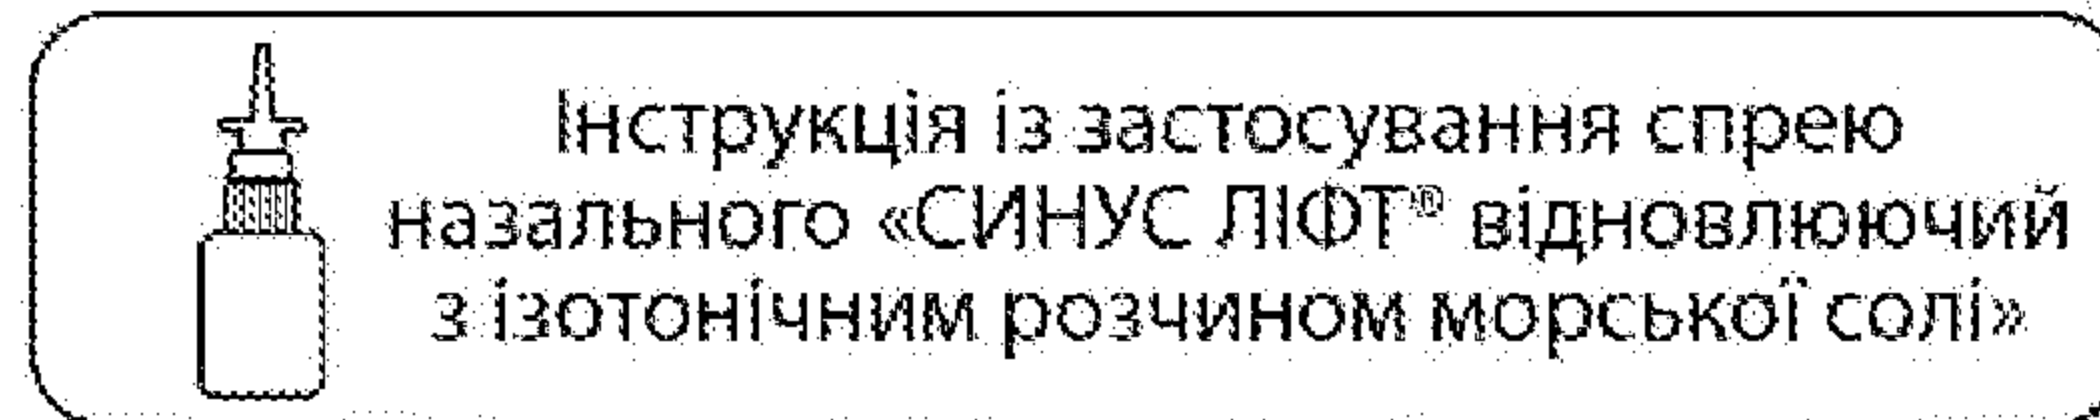 Інструкція із застосування спрею
назального «СИНУС ЛІФТ® відновлюючий
з ізотонічним розчином морської солі»